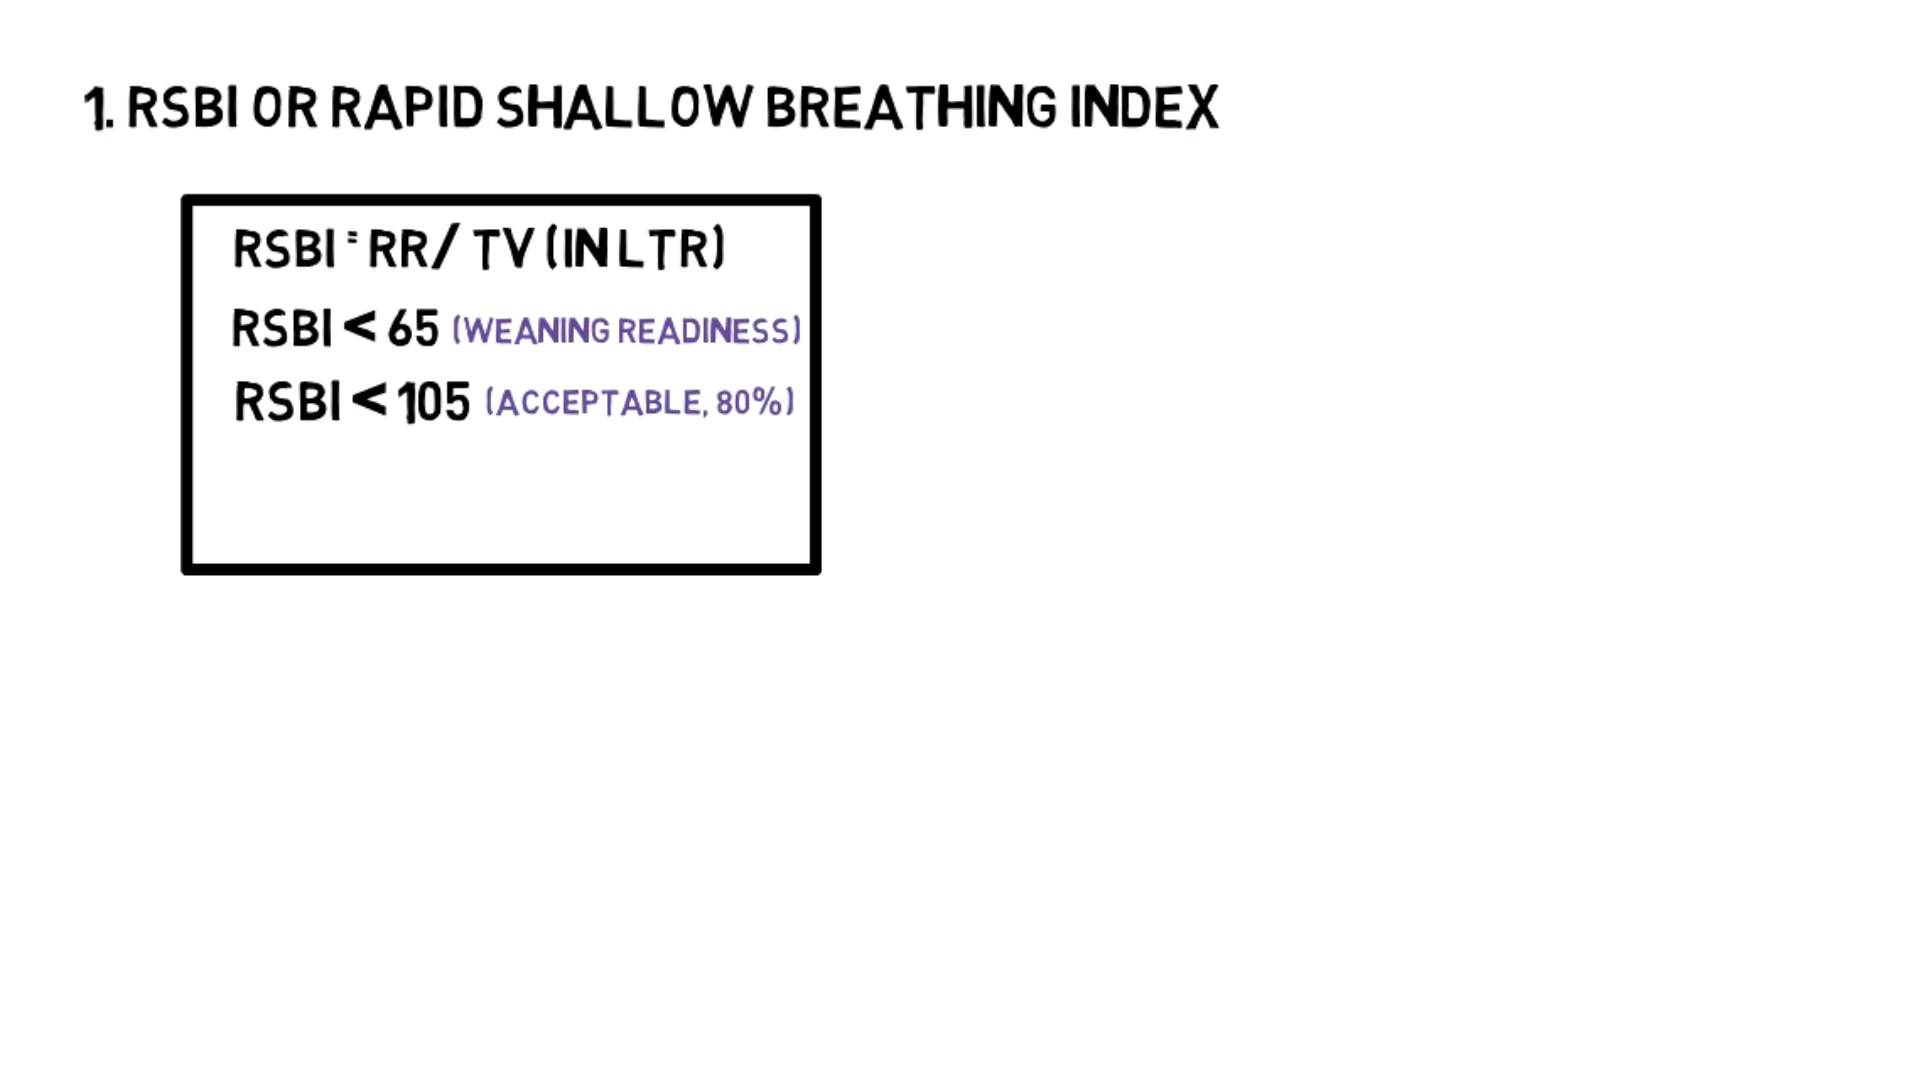 1. RSBI OR RAPID SHALLOW BREATHING INDEX
RSBI = RR/ TV (IN LTR)
RSBI < 65 (WEANING READINESS)
RSBI < 105 (ACCEPTABLE, 80%)